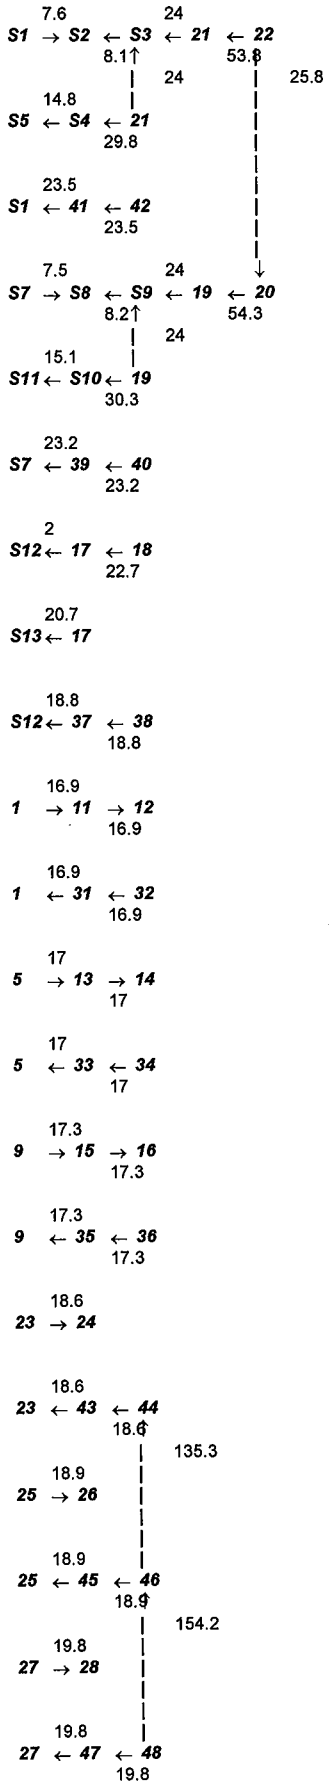 7.6 24
S1 → S2 ← S3 ← 21 ← 22
8.1↑ 53.8
| 24 25.8
14.8
S5 ← S4 ← 21
29.8
23.5
S1 ← 41 ← 42
23.5
7.5 24
S7 → S8 ← S9 ← 19 ← 20
8.2↑ 54.3
| 24
15.1
S11 ← S10 ← 19
30.3
23.2
S7 ← 39 ← 40
23.2
2
S12 ← 17 ← 18
22.7
20.7
S13 ← 17
18.8
S12 ← 37 ← 38
18.8
16.9
1 → 11 → 12
16.9
16.9
1 ← 31 ← 32
16.9
17
5 → 13 → 14
17
17
5 ← 33 ← 34
17
17.3
9 → 15 → 16
17.3
17.3
9 ← 35 ← 36
17.3
18.6
23 → 24
18.6
23 ← 43 ← 44
18.6↑
135.3
18.9
25 → 26
18.9
25 ← 45 ← 46
18.9↑
154.2
19.8
27 → 28
19.8
27 ← 47 ← 48
19.8